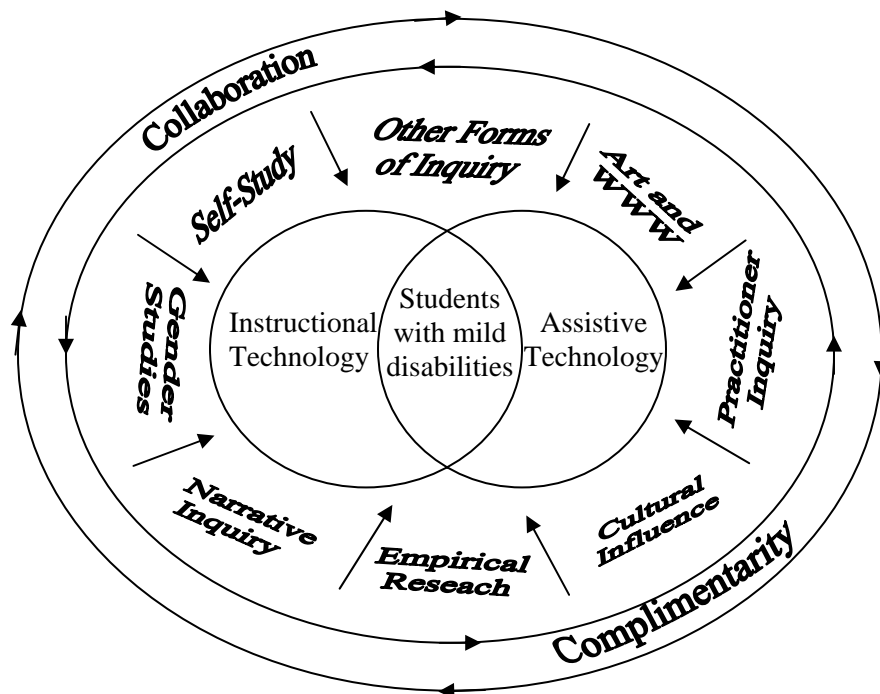 Collaboration
Other Forms
of Inquiry
Art and
WWW
Self-Study
Practitioner
Inquiry
Gender
Studies
Instructional
Technology
Students
with mild
disabilities
Assistive
Technology
Narrative
Inquiry
Empirical
Reseach
Cultural
Influence
Complimentarity